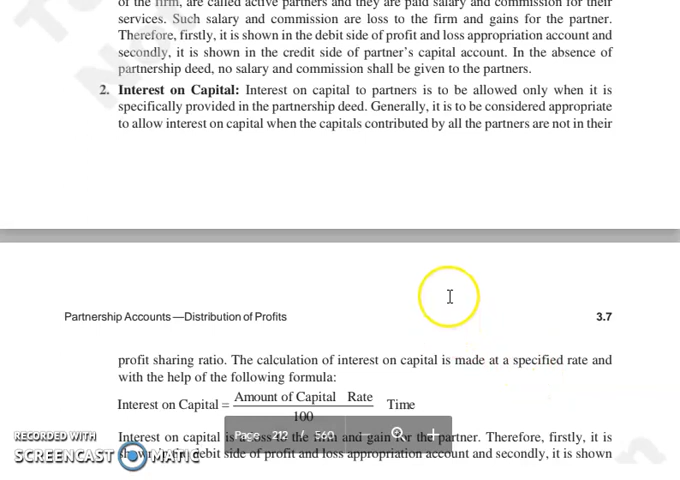 of the firm, are called active partners and they are paid salary and commission for their
services. Such salary and commission are loss to the firm and gains for the partner.
Therefore, firstly, it is shown in the debit side of profit and loss appropriation account and
secondly, it is shown in the credit side of partner's capital account. In the absence of
partnership deed, no salary and commission shall be given to the partners.
2. Interest on Capital: Interest on capital to partners is to be allowed only when it is
specifically provided in the partnership deed. Generally, it is to be considered appropriate
to allow interest on capital when the capitals contributed by all the partners are not in their
Partnership Accounts—Distribution of Profits 3.7
profit sharing ratio. The calculation of interest on capital is made at a specified rate and
with the help of the following formula:
Interest on Capital = Amount of Capital Rate Time
100
Page 212 / 560
Interest on capital is a loss to the firm and gain for the partner. Therefore, firstly, it is
debit side of profit and loss appropriation account and secondly, it is shown
RECORDED WITH
SCREENCAST MATIC